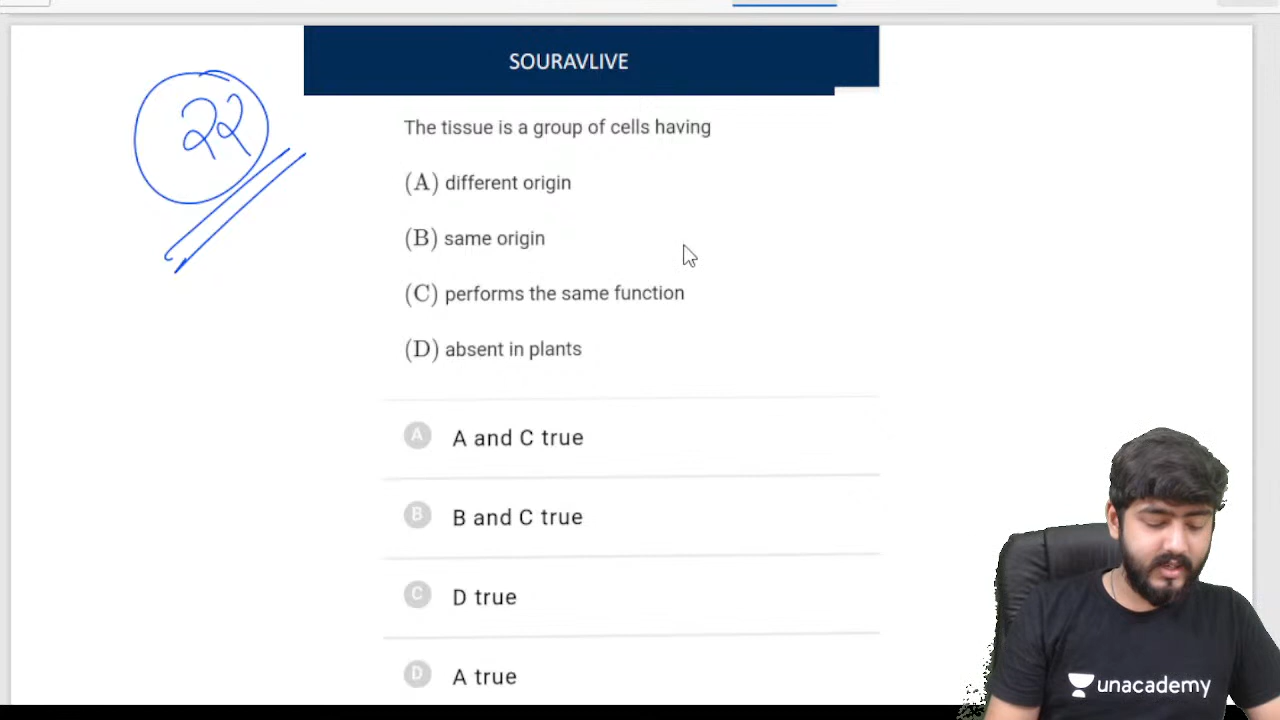 SOURAVLIVE
२२
The tissue is a group of cells having
(A) different origin
(B) same origin
(C) performs the same function
(D) absent in plants
A A and C true
B B and C true
C D true
D A true
unacademy